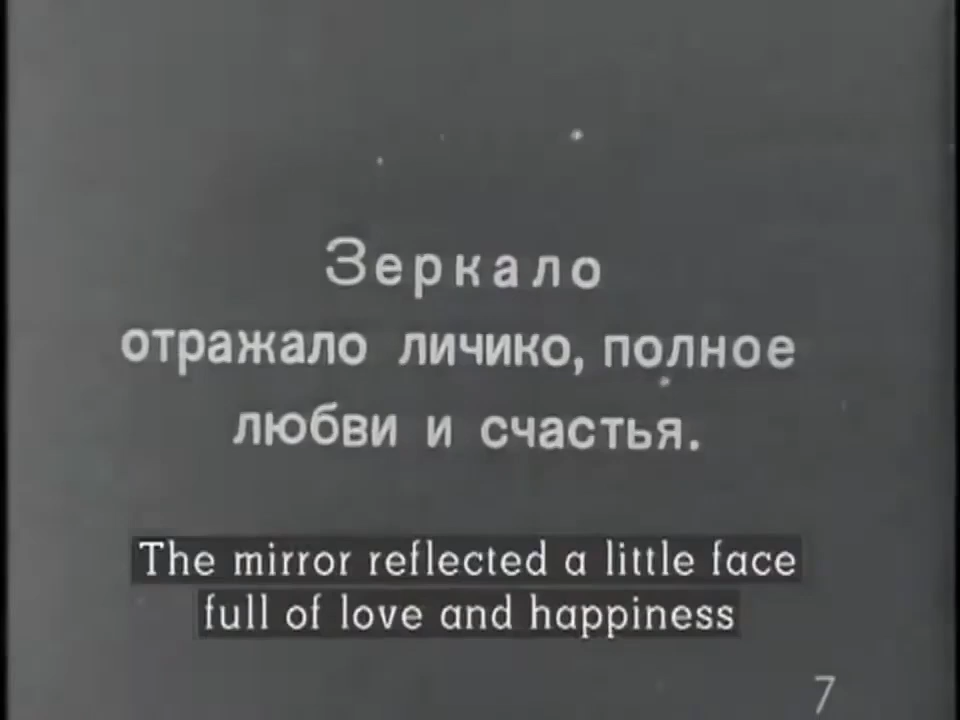 Зеркало
отражало личико, полное
любви и счастья.
The mirror reflected a little face
full of love and happiness
7